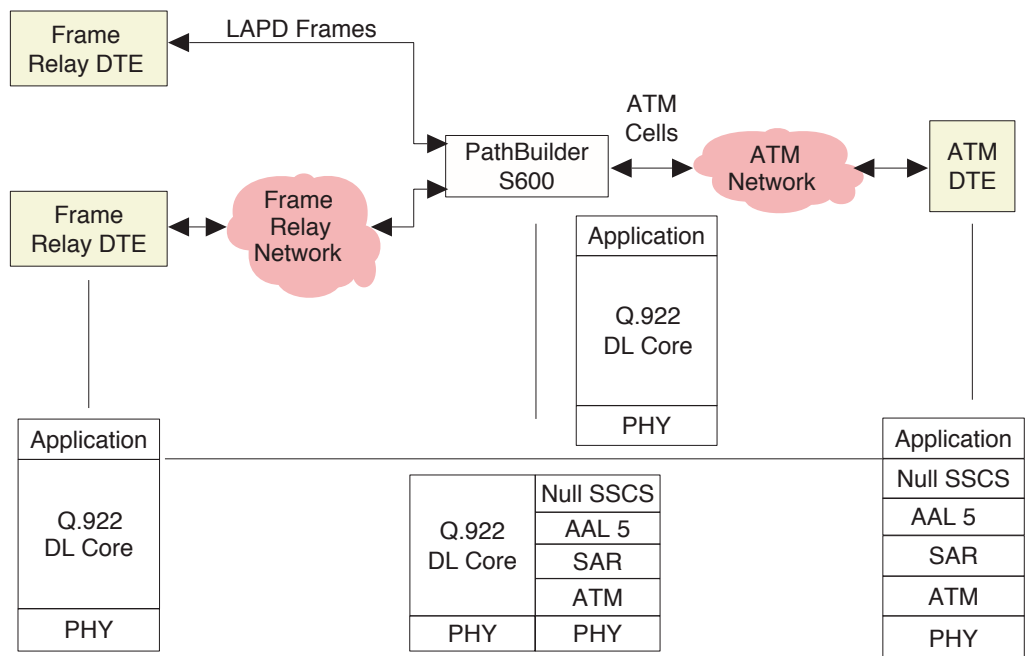 Frame
Relay DTE
LAPD Frames
ATM
Cells
PathBuilder
S600
ATM
Network
ATM
DTE
Frame
Relay DTE
Frame
Relay
Network
Application
Q.922
DL Core
PHY
Application
Q.922
DL Core
PHY
Q.922
DL Core
PHY
Null SSCS
AAL 5
SAR
ATM
PHY
Application
Null SSCS
AAL 5
SAR
ATM
PHY